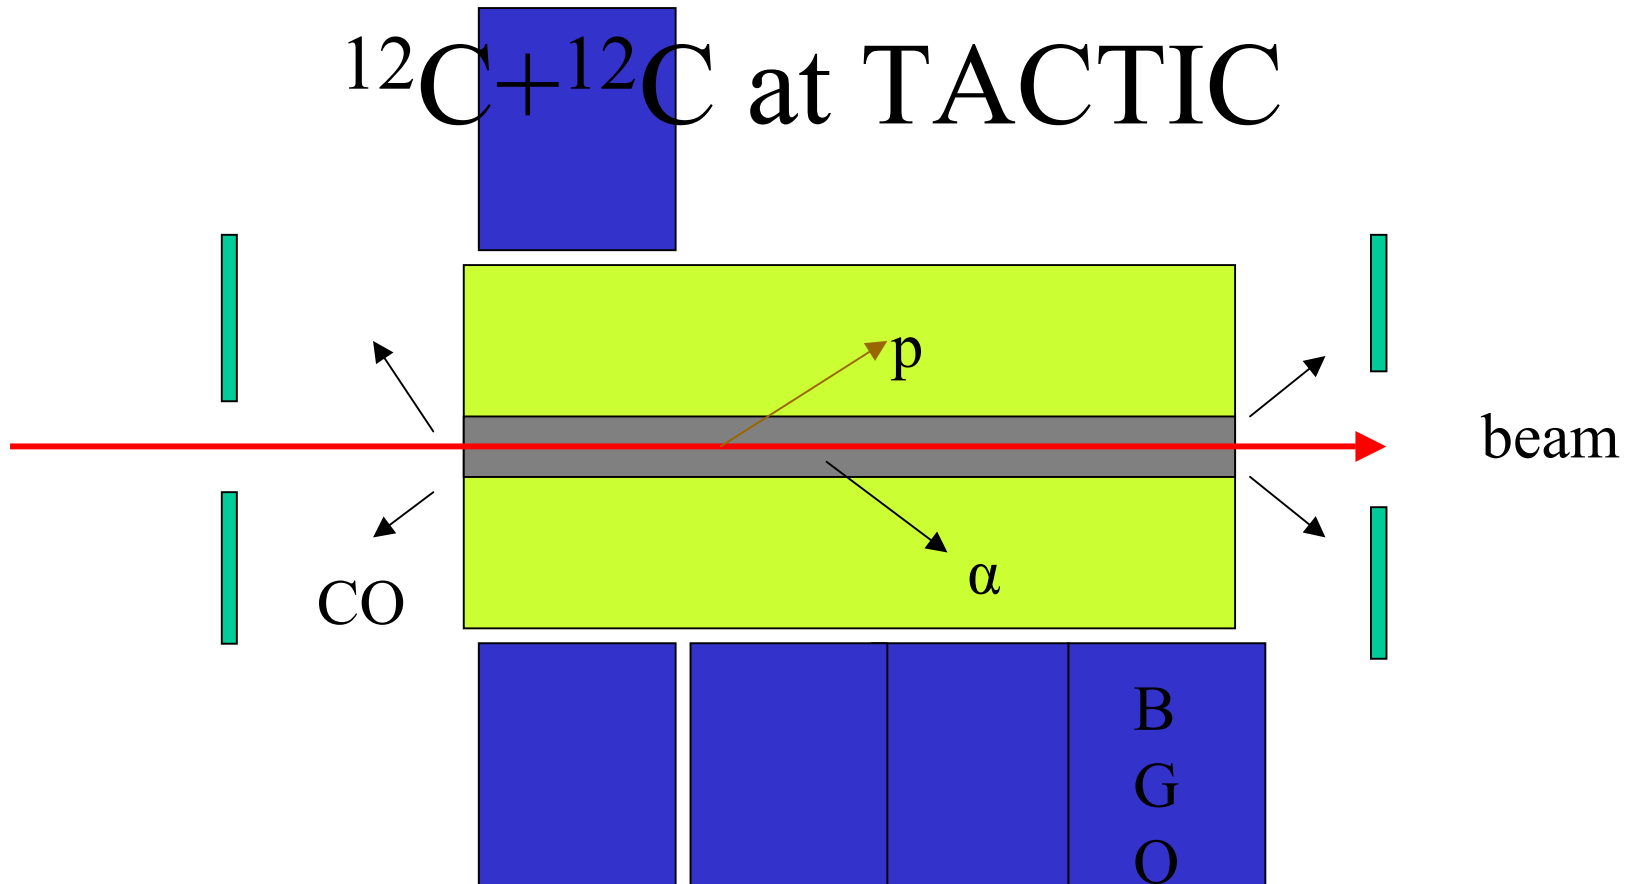 ¹²C+¹²C at TACTIC
p
beam
α
CO
B
G
O